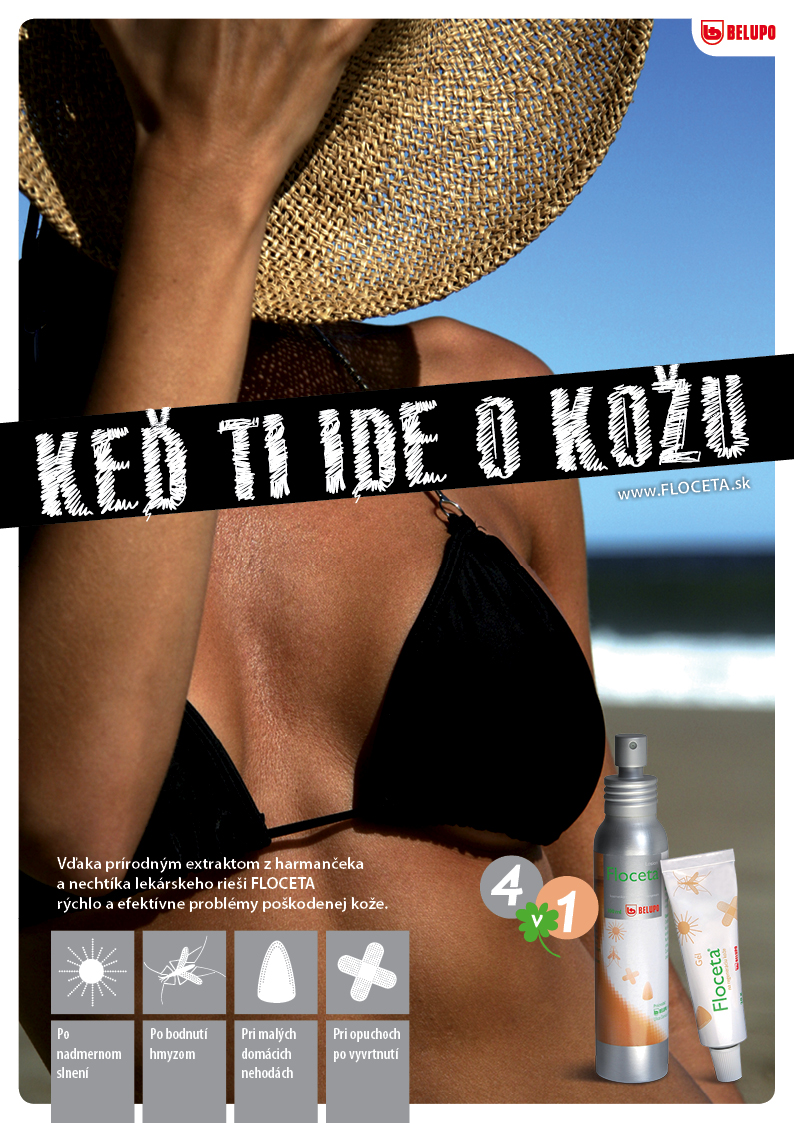 BELUPO
KEĎ TI IDE O KOŽU
www.FLOCETA.sk
Vďaka prírodným extraktom z harmančeka
a nechtíka lekárskeho rieši FLOCETA
rýchlo a efektívne problémy poškodenej kože.
4 v 1
Po
nadmernom
slnení
Po bodnutí
hmyzom
Pri malých
domácich
nehodách
Pri opuchoch
po vyvrtnutí
Floceta
BELUPO
Gél
Floceta
BELUPO